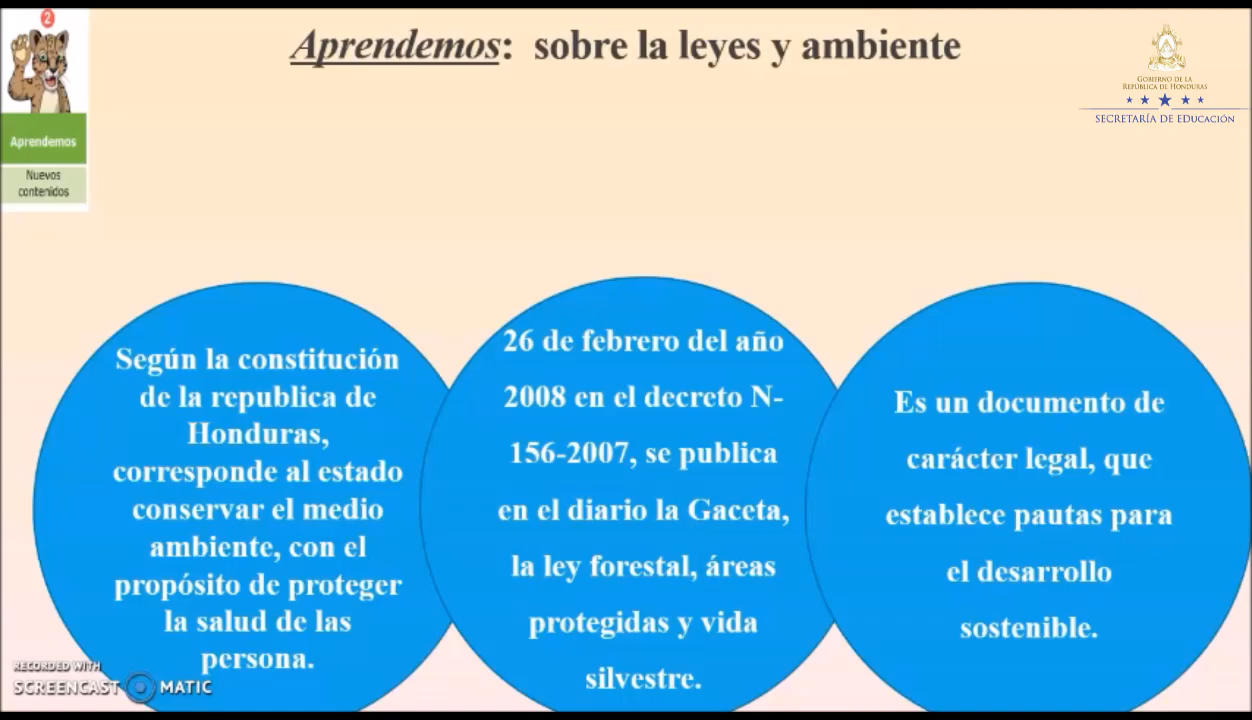 2
Aprendemos
Nuevos
contenidos
Aprendemos: sobre la leyes y ambiente
GOBIERNO DE LA
REPÚBLICA DE HONDURAS
SECRETARÍA DE EDUCACIÓN
Según la constitución
de la republica de
Honduras,
corresponde al estado
conservar el medio
ambiente, con el
propósito de proteger
la salud de las
persona.
26 de febrero del año
2008 en el decreto N-
156-2007, se publica
en el diario la Gaceta,
la ley forestal, áreas
protegidas y vida
silvestre.
Es un documento de
carácter legal, que
establece pautas para
el desarrollo
sostenible.
RECORDED WITH
SCREENCAST MATIC